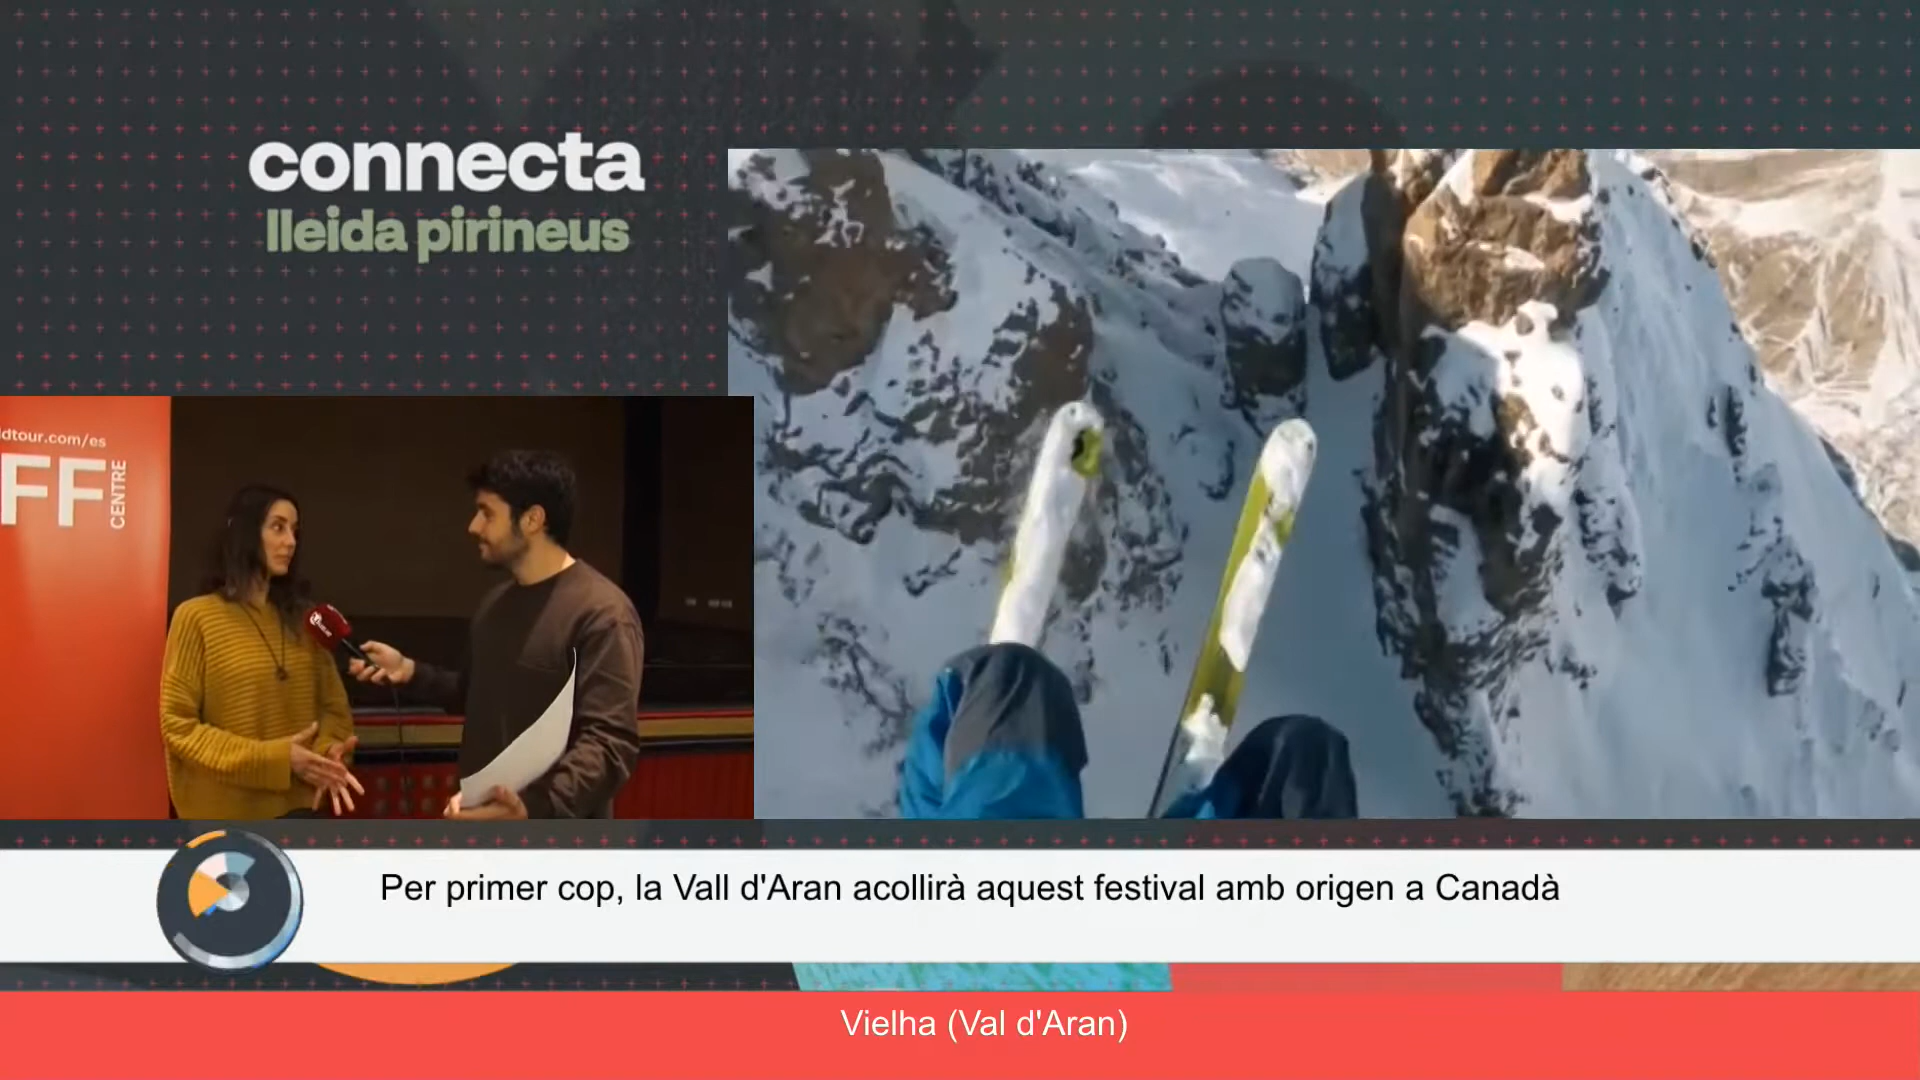 connecta
lleida pirineus
dtour.com/es
FF
CENTRE
Per primer cop, la Vall d'Aran acollirà aquest festival amb origen a Canadà
Vielha (Val d'Aran)